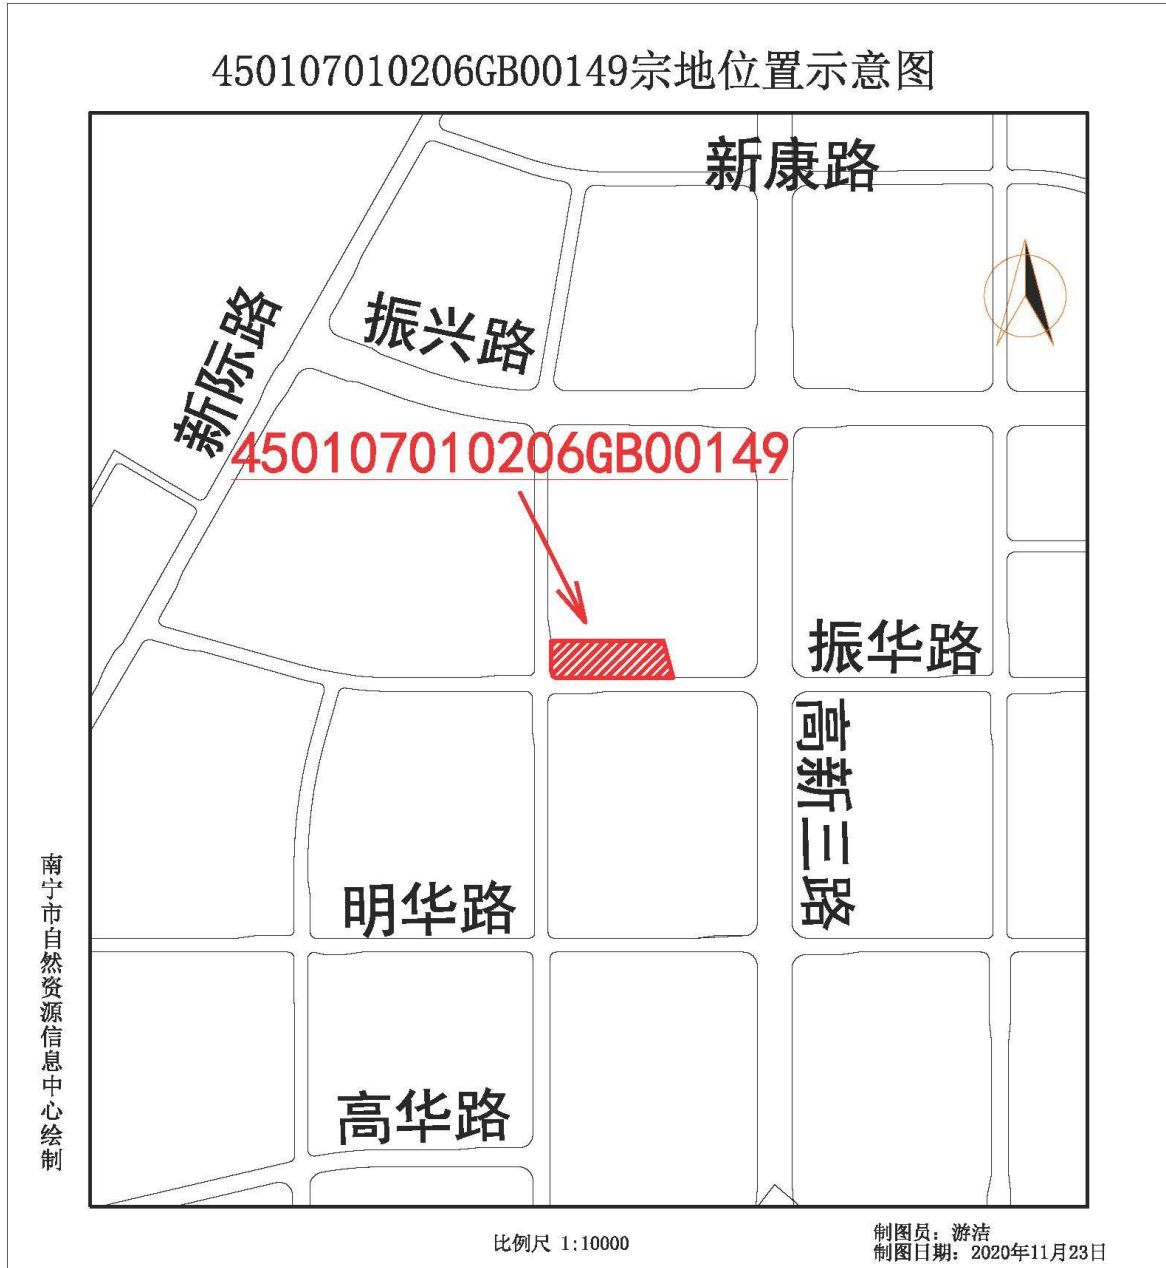 450107010206GB00149宗地位置示意图
新康路
振兴路
新际路
450107010206GB00149
振华路
高新三路
明华路
高华路
南宁市自然资源信息中心绘制
比例尺 1:10000
制图员：游洁
制图日期：2020年11月23日